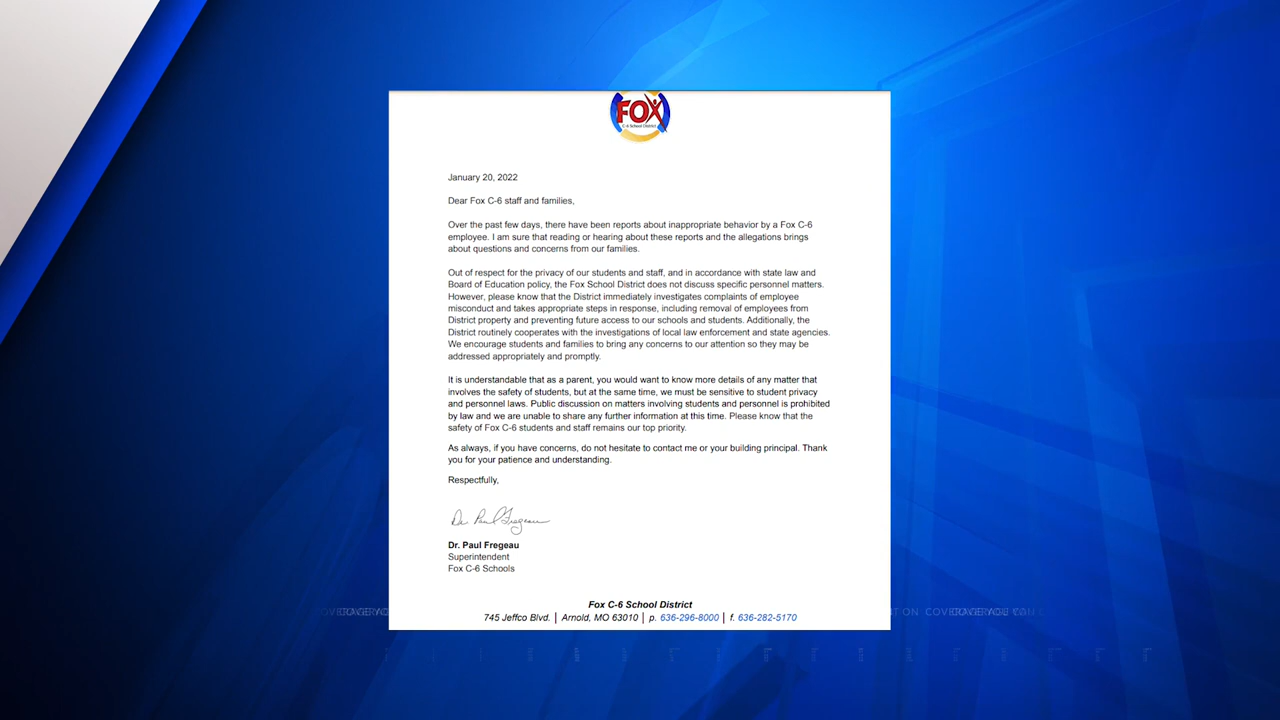 FOX
C-6 School District
January 20, 2022
Dear Fox C-6 staff and families,
Over the past few days, there have been reports about inappropriate behavior by a Fox C-6
employee. I am sure that reading or hearing about these reports and the allegations brings
about questions and concerns from our families.
Out of respect for the privacy of our students and staff, and in accordance with state law and
Board of Education policy, the Fox School District does not discuss specific personnel matters.
However, please know that the District immediately investigates complaints of employee
misconduct and takes appropriate steps in response, including removal of employees from
District property and preventing future access to our schools and students. Additionally, the
District routinely cooperates with the investigations of local law enforcement and state agencies.
We encourage students and families to bring any concerns to our attention so they may be
addressed appropriately and promptly.
It is understandable that as a parent, you would want to know more details of any matter that
involves the safety of students, but at the same time, we must be sensitive to student privacy
and personnel laws. Public discussion on matters involving students and personnel is prohibited
by law and we are unable to share any further information at this time. Please know that the
safety of Fox C-6 students and staff remains our top priority.
As always, if you have concerns, do not hesitate to contact me or your building principal. Thank
you for your patience and understanding.
Respectfully,
Dr. Paul Fregeau
Dr. Paul Fregeau
Superintendent
Fox C-6 Schools
Fox C-6 School District
745 Jeffco Blvd. | Arnold, MO 63010 | p. 636-296-8000 | f. 636-282-5170